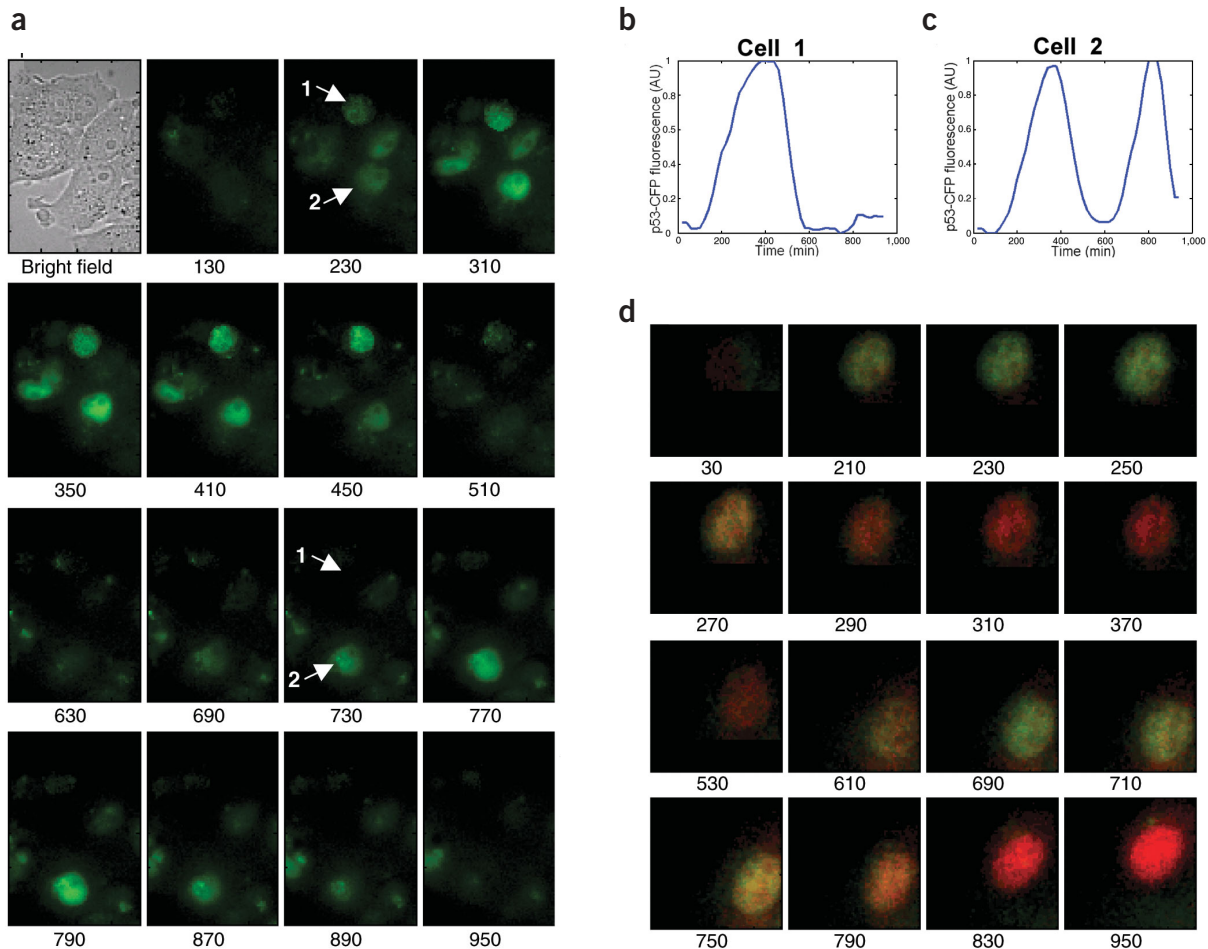 a
1
2
Bright field 130 230 310
350 410 450 510
1
2
630 690 730 770
790 870 890 950
b
Cell 1
p53-CFP fluorescence (AU)
1
0.8
0.6
0.4
0.2
0
0 200 400 600 800 1,000
Time (min)
c
Cell 2
p53-CFP fluorescence (AU)
1
0.8
0.6
0.4
0.2
0
0 200 400 600 800 1,000
Time (min)
d
30 210 230 250
270 290 310 370
530 610 690 710
750 790 830 950